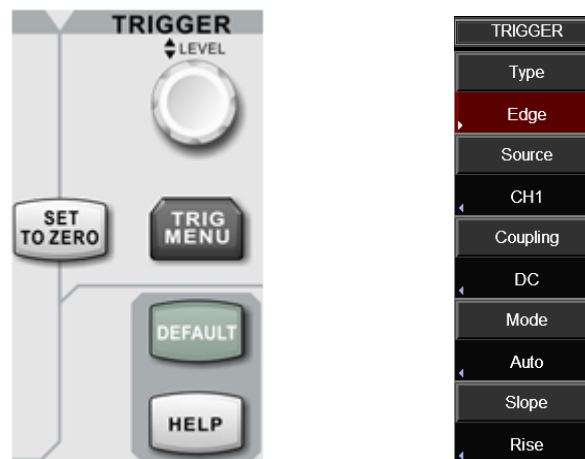 TRIGGER
LEVEL
SET
TO ZERO
TRIG
MENU
DEFAULT
HELP
TRIGGER
Type
Edge
Source
CH1
Coupling
DC
Mode
Auto
Slope
Rise